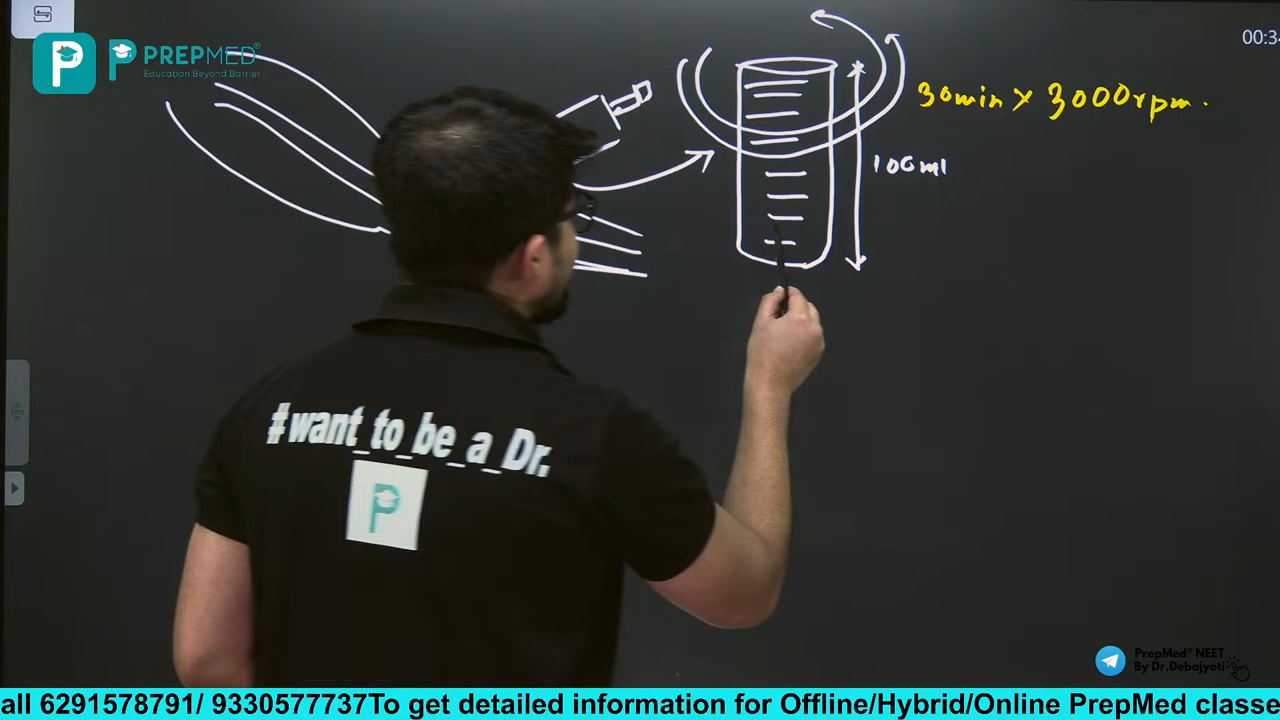 PREPMED®
Education Beyond Barrier
00:34
30min x 3000rpm.
100ml
#want_to_be_a_Dr.
P
PrepMed® NEET
By Dr.Debajyoti
all 6291578791/ 9330577737To get detailed information for Offline/Hybrid/Online PrepMed classe